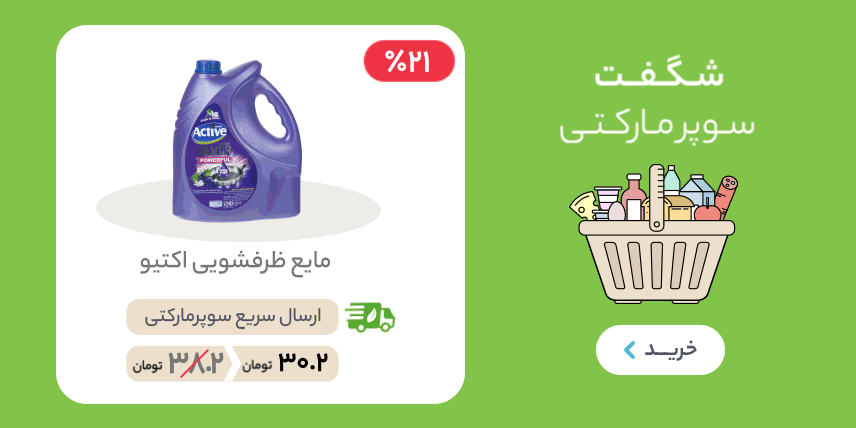 شگفت
سوپرمارکتی
خرید
%۲۱
Active
POWERFUL
مایع ظرفشویی اکتیو
ارسال سریع سوپرمارکتی
۳۰.۲ تومان
۳۸.۲ تومان